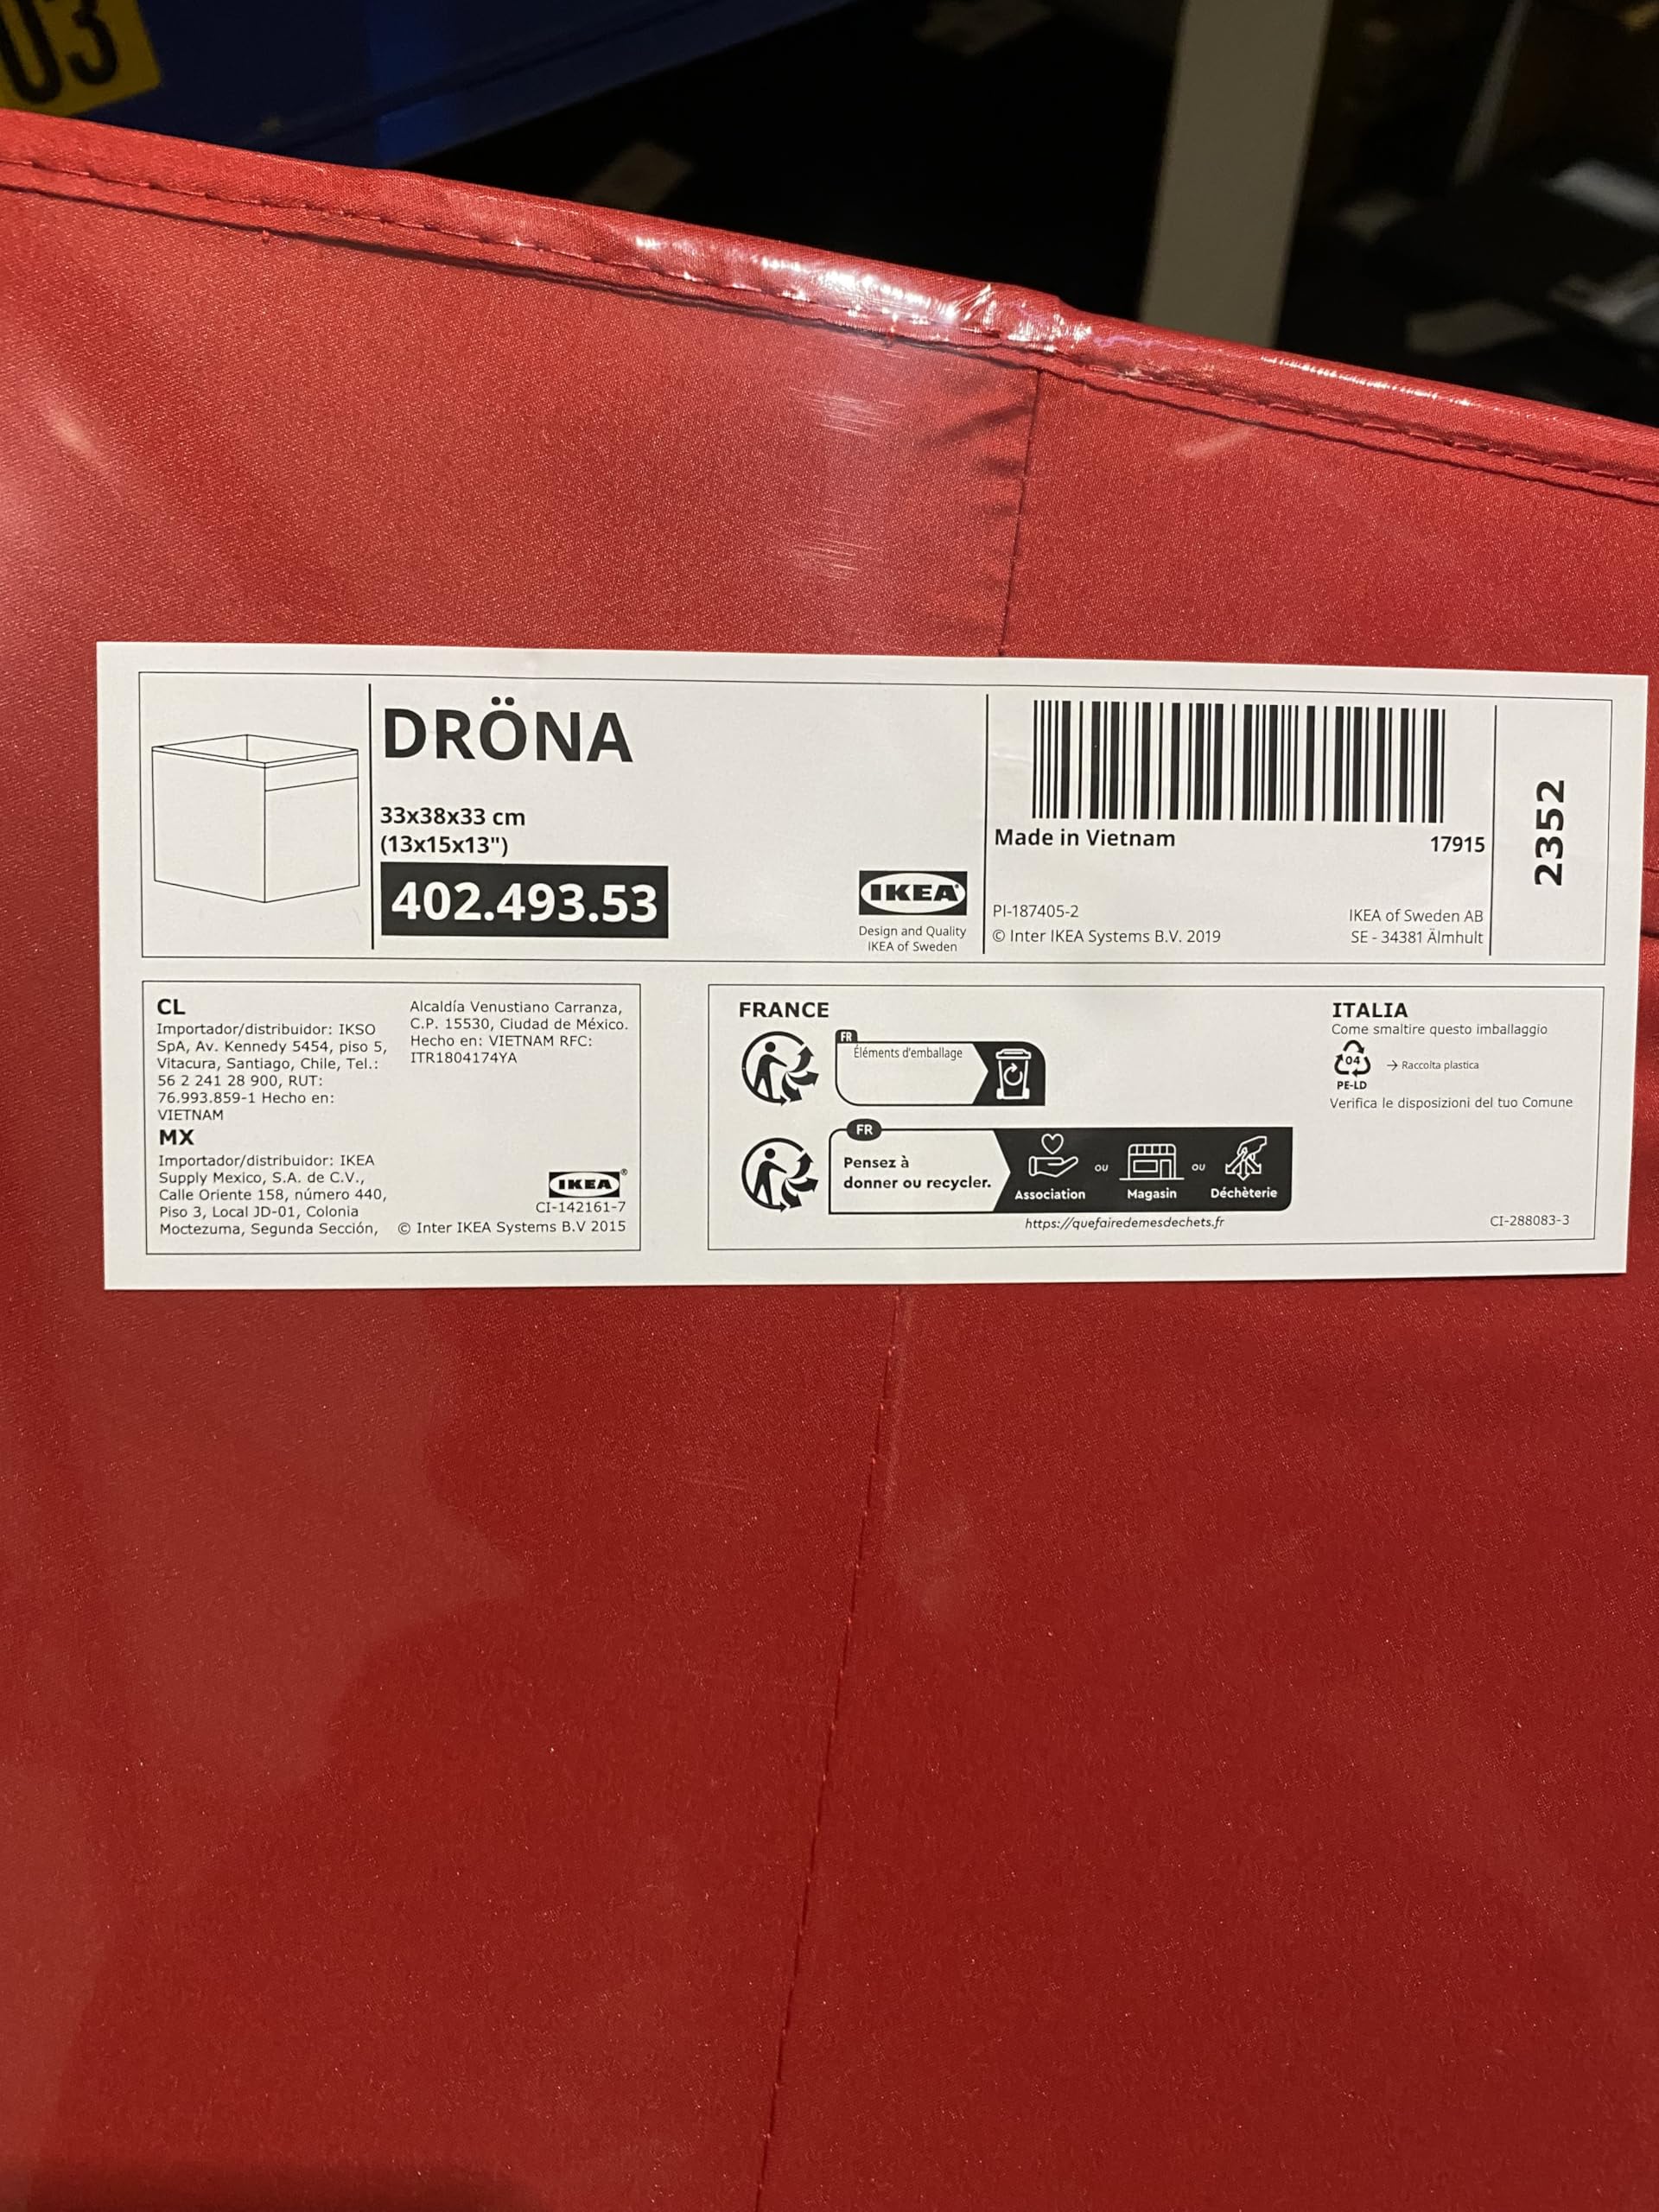 03
DRÖNA
33x38x33 cm
(13x15x13")
402.493.53
IKEA
Design and Quality
IKEA of Sweden
Made in Vietnam
17915
PI-187405-2
© Inter IKEA Systems B.V. 2019
IKEA of Sweden AB
SE - 34381 Älmhult
2352
CL
Importador/distribuidor: IKSO
SpA, Av. Kennedy 5454, piso 5,
Vitacura, Santiago, Chile, Tel.:
56 2 241 28 900, RUT:
76.993.859-1 Hecho en:
VIETNAM
MX
Importador/distribuidor: IKEA
Supply Mexico, S.A. de C.V.,
Calle Oriente 158, número 440,
Piso 3, Local JD-01, Colonia
Moctezuma, Segunda Sección,
Alcaldía Venustiano Carranza,
C.P. 15530, Ciudad de México.
Hecho en: VIETNAM RFC:
ITR1804174YA
IKEA®
CI-142161-7
© Inter IKEA Systems B.V 2015
FRANCE
FR
Éléments d'emballage
FR
Pensez à
donner ou recycler.
Association
ou
Magasin
ou
Déchèterie
https://quefairedemesdechets.fr
ITALIA
Come smaltire questo imballaggio
04
PE-LD
→ Raccolta plastica
Verifica le disposizioni del tuo Comune
CI-288083-3